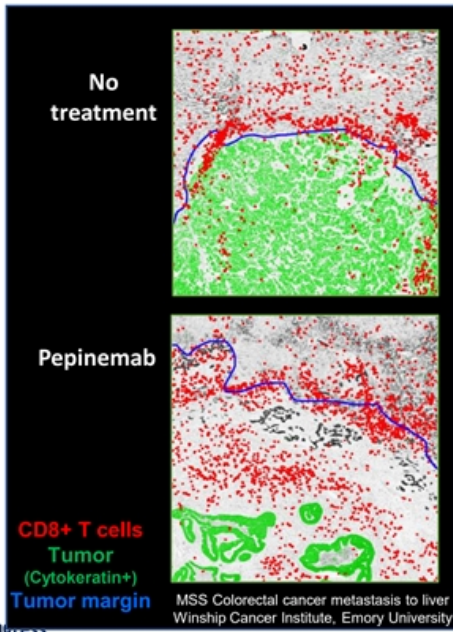 No
treatment
Pepinemab
CD8+ T cells
Tumor
(Cytokeratin+)
Tumor margin
MSS Colorectal cancer metastasis to liver
Winship Cancer Institute, Emory University